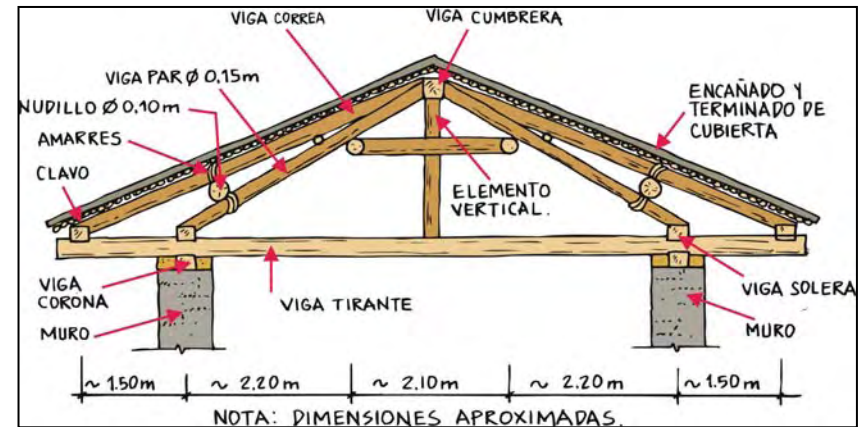 VIGA CORREA
VIGA CUMBRERA
VIGA PAR Ø 0.15m
NUDILLO Ø 0.10m
AMARRES
CLAVO
ENCAÑADO Y
TERMINADO DE
CUBIERTA
ELEMENTO
VERTICAL.
VIGA
CORONA
VIGA TIRANTE
VIGA SOLERA
MURO
MURO
~ 1.50m
~ 2.20m
~ 2.10m
~ 2.20m
~ 1.50m
NOTA: DIMENSIONES APROXIMADAS.